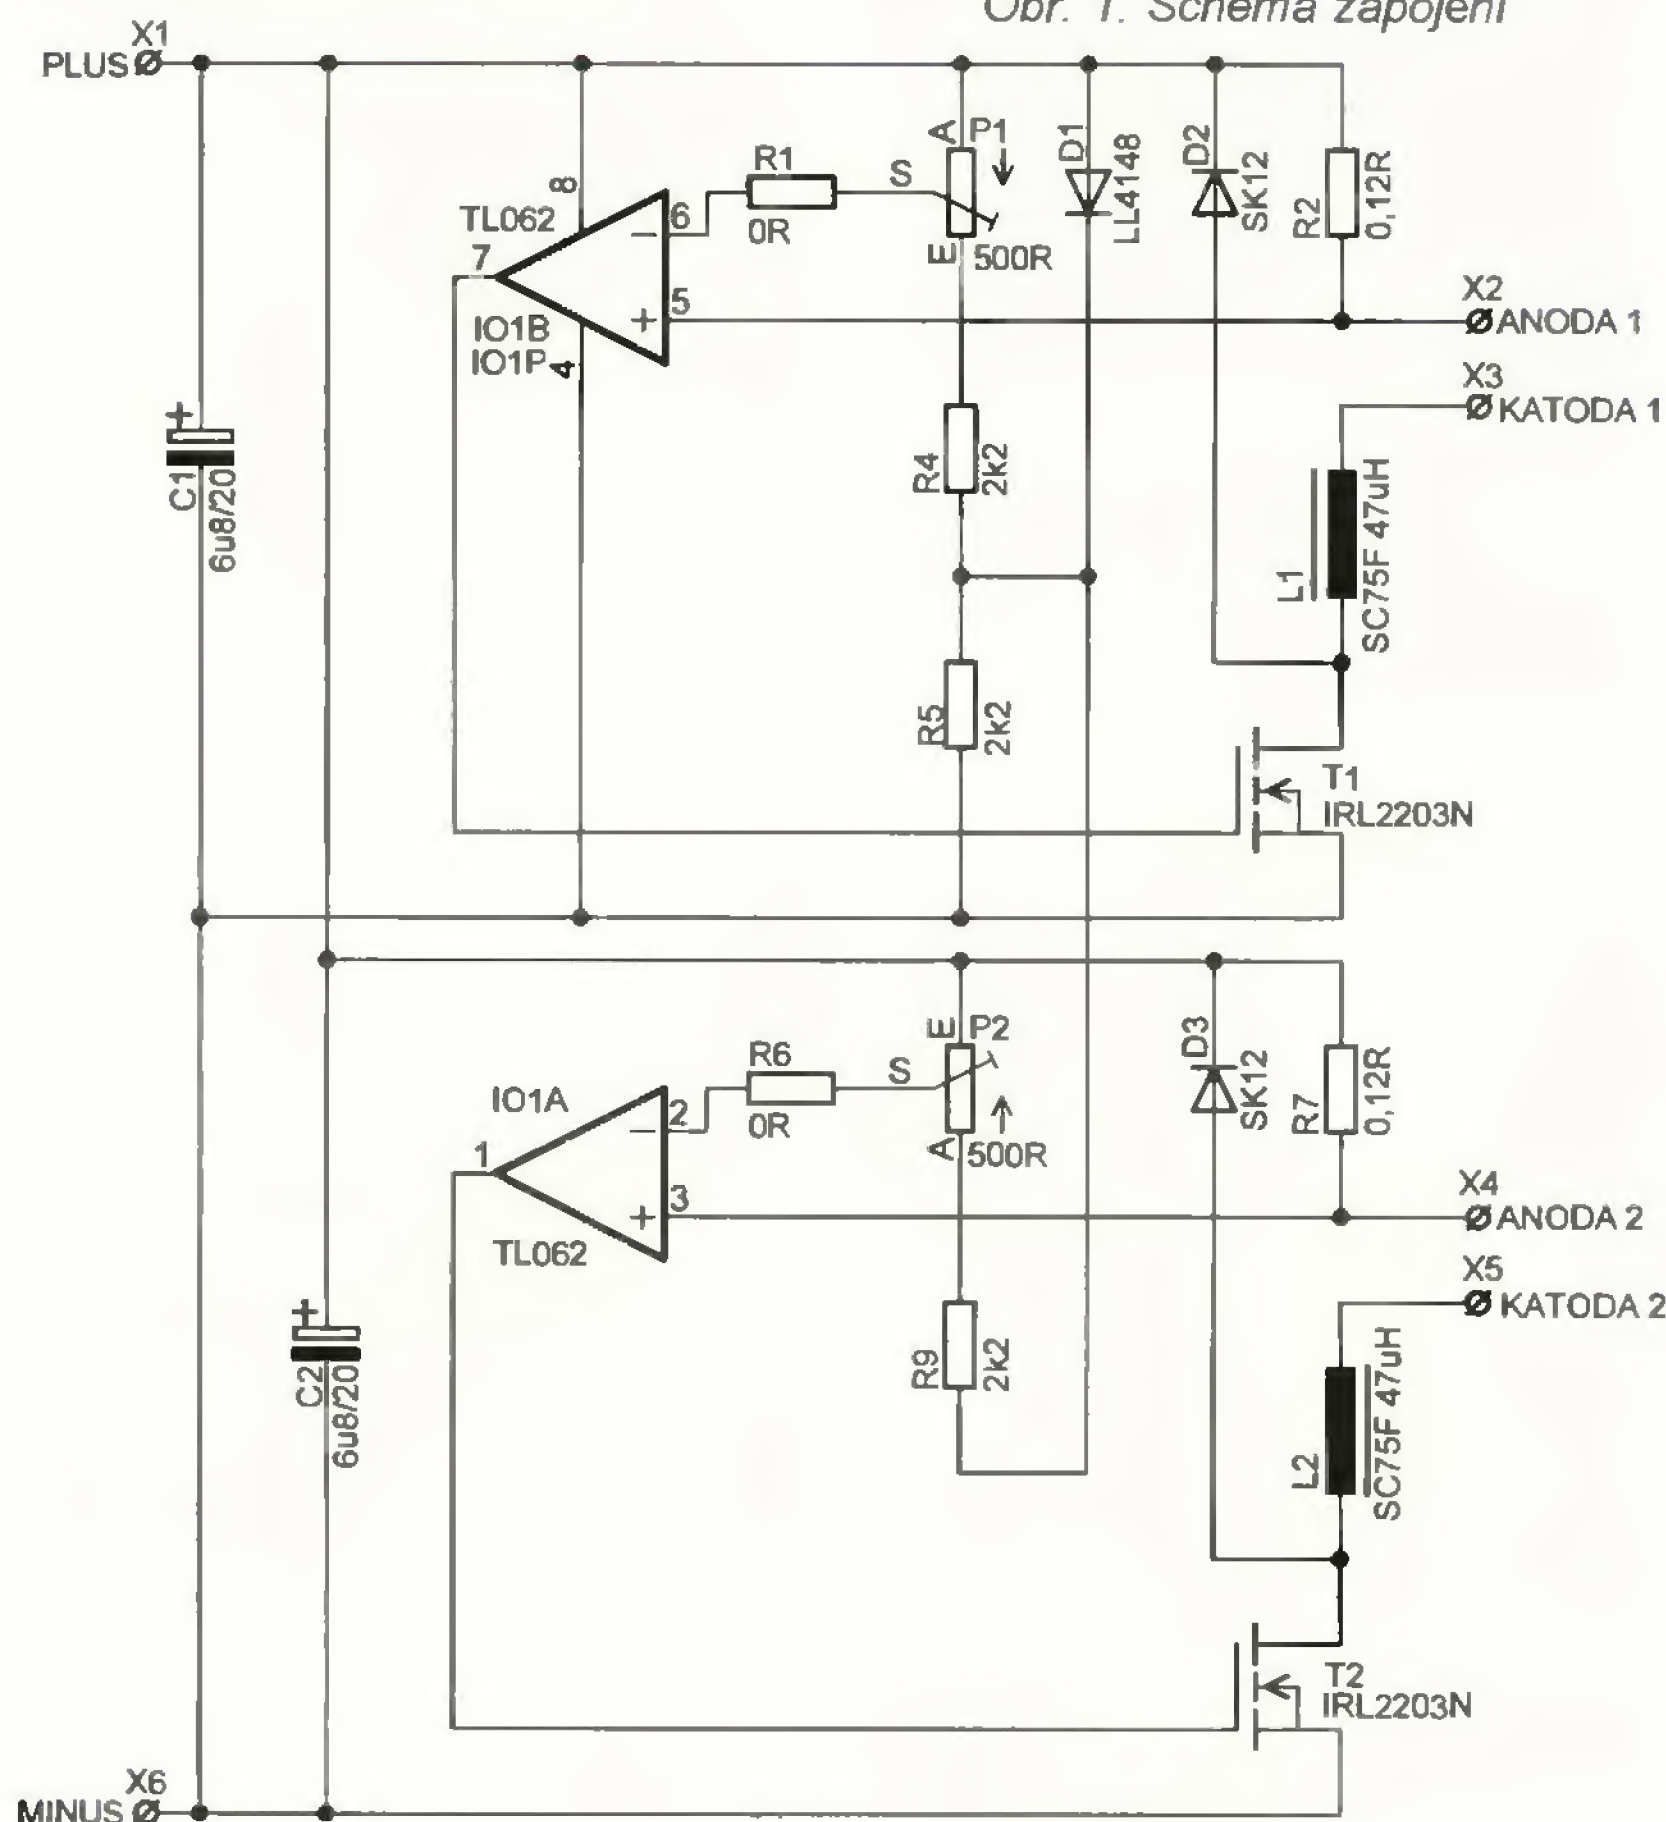 Obr. 1. Schéma zapojení
X1
PLUS
A
P1
D1
LL4148
D2
SK12
R2
0,12R
R1
0R
S
8
TL062
6
7
E
500R
5
IO1B
IO1P
4
X2
ANODA 1
X3
KATODA 1
+
C1
6u8/20
R4
2k2
L1
SC75F 47uH
R5
2k2
T1
IRL2203N
E
P2
D3
SK12
R7
0,12R
R6
0R
S
IO1A
2
1
A
500R
3
TL062
X4
ANODA 2
X5
KATODA 2
+
C2
6u8/20
R9
2k2
L2
SC75F 47uH
T2
IRL2203N
X6
MINUS